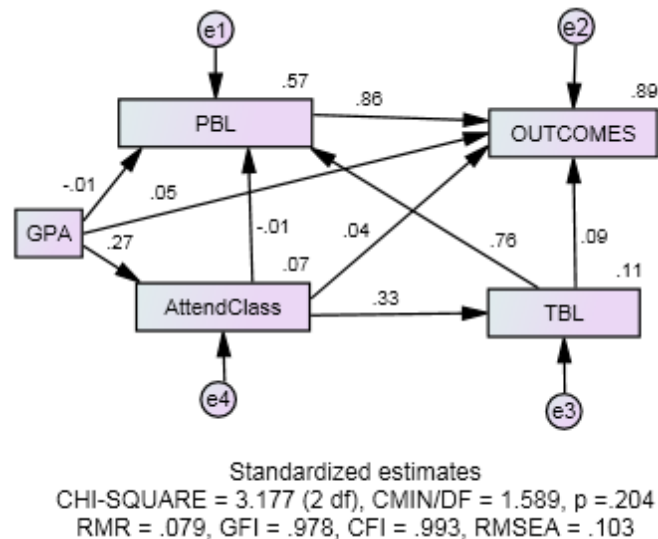 e1
e2
.57
.86
.89
PBL
OUTCOMES
-.01
.05
GPA
.27
-.01
.04
.76
.09
.07
.11
AttendClass
.33
TBL
e4
e3
Standardized estimates
CHI-SQUARE = 3.177 (2 df), CMIN/DF = 1.589, p =.204
RMR = .079, GFI = .978, CFI = .993, RMSEA = .103